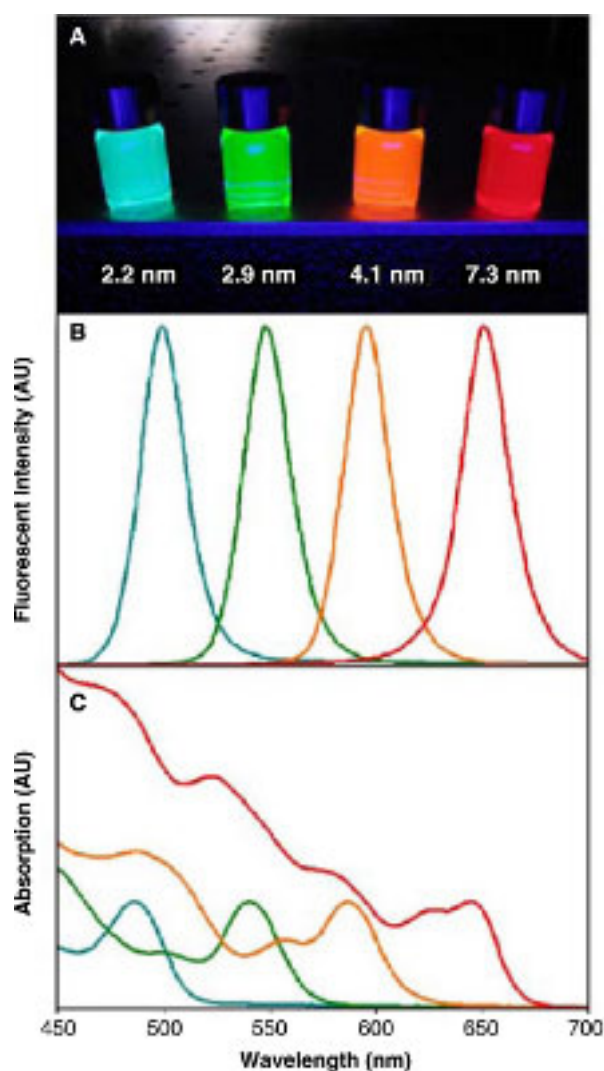 A
2.2 nm 2.9 nm 4.1 nm 7.3 nm
B
Fluorescent Intensity (AU)
C
Absorption (AU)
450 500 550 600 650 700
Wavelength (nm)